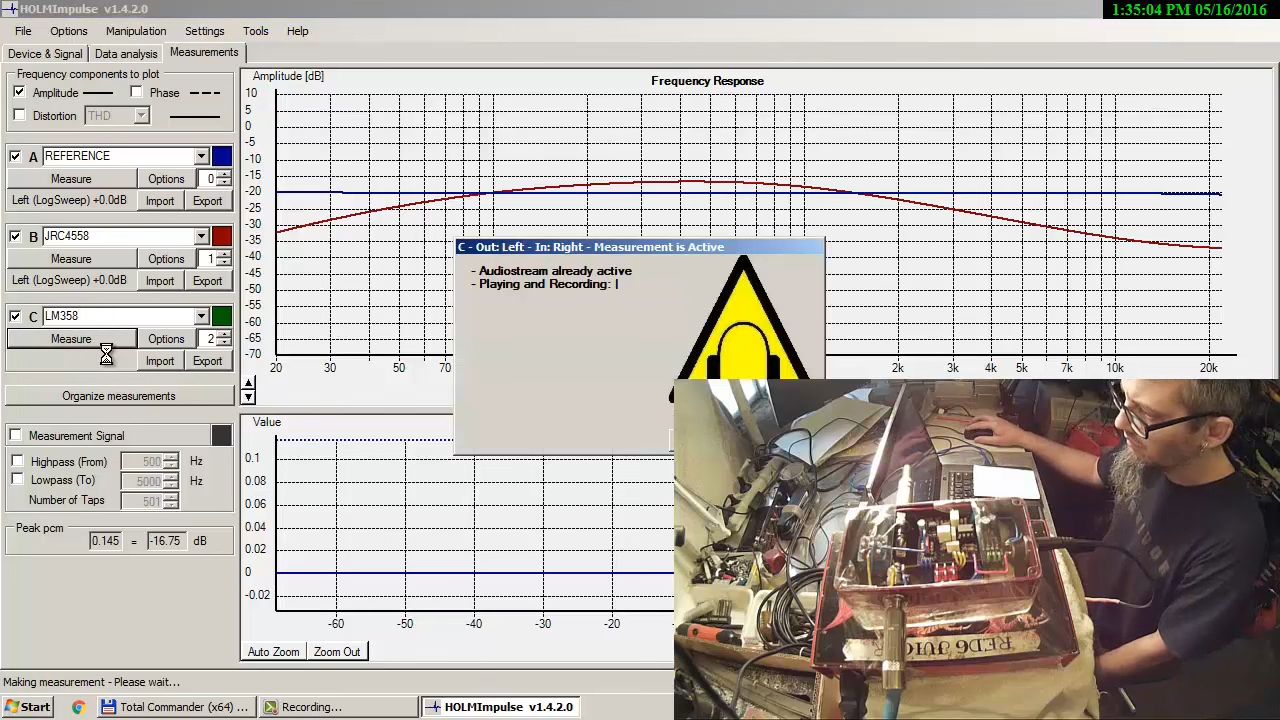 HOLMImpulse v1.4.2.0
1:35:04 PM 05/16/2016
File Options Manipulation Settings Tools Help
Device & Signal Data analysis Measurements
Frequency components to plot
Amplitude Phase
Distortion THD
A REFERENCE
Measure Options 0
Left (LogSweep) +0.0dB Import Export
B JRC4558
Measure Options 1
Left (LogSweep) +0.0dB Import Export
C LM358
Measure Options 2
Import Export
Organize measurements
Measurement Signal
Highpass (From) 500 Hz
Lowpass (To) 5000 Hz
Number of Taps 501
Peak pcm
0.145 = -16.75 dB
Amplitude [dB] Frequency Response
10
5
0
-5
-10
-15
-20
-25
-30
-35
-40
-45
-50
-55
-60
-65
-70
20 30 50 70 2k 3k 4k 5k 6k 7k 10k 20k
C - Out: Left - In: Right - Measurement is Active
- Audiostream already active
- Playing and Recording: |
Value
0.1
0.08
0.06
0.04
0.02
0
-0.02
-60 -50 -40 -30 -20
Auto Zoom Zoom Out
Making measurement - Please wait...
Start Total Commander (x64) ... Recording... HOLMImpulse v1.4.2.0